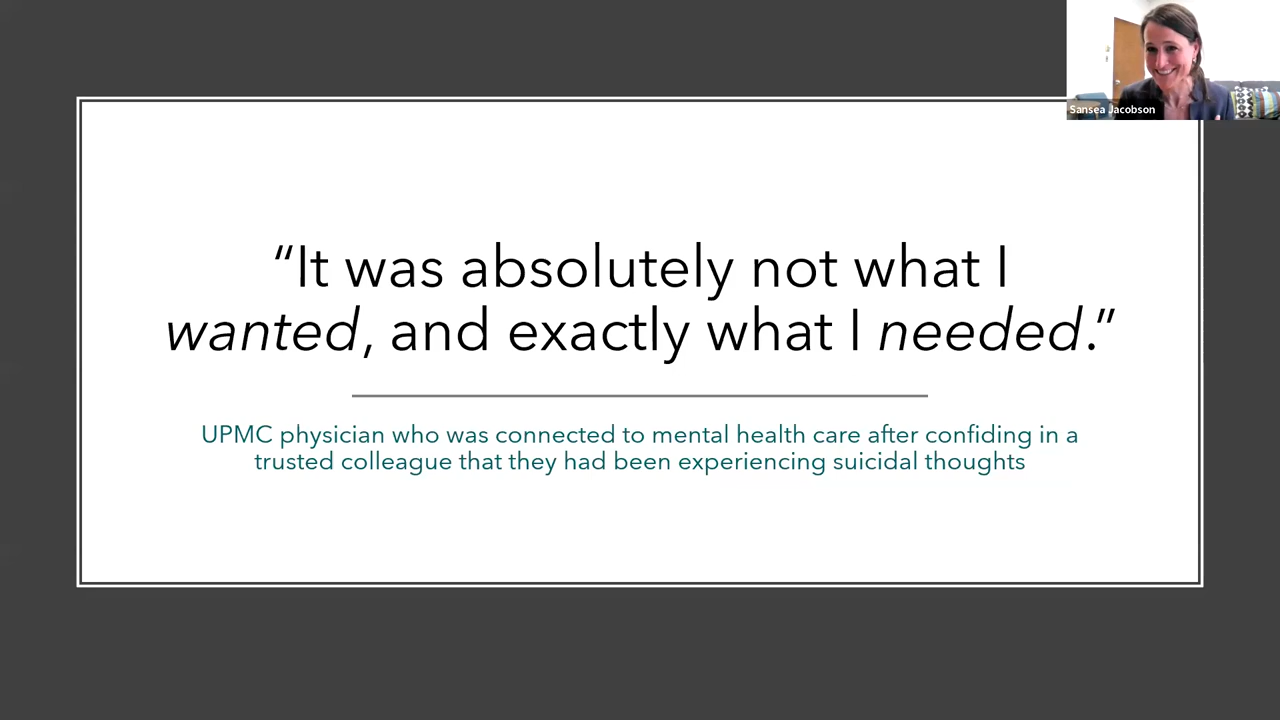 Sansea Jacobson
“It was absolutely not what I
wanted, and exactly what I needed.”
UPMC physician who was connected to mental health care after confiding in a
trusted colleague that they had been experiencing suicidal thoughts